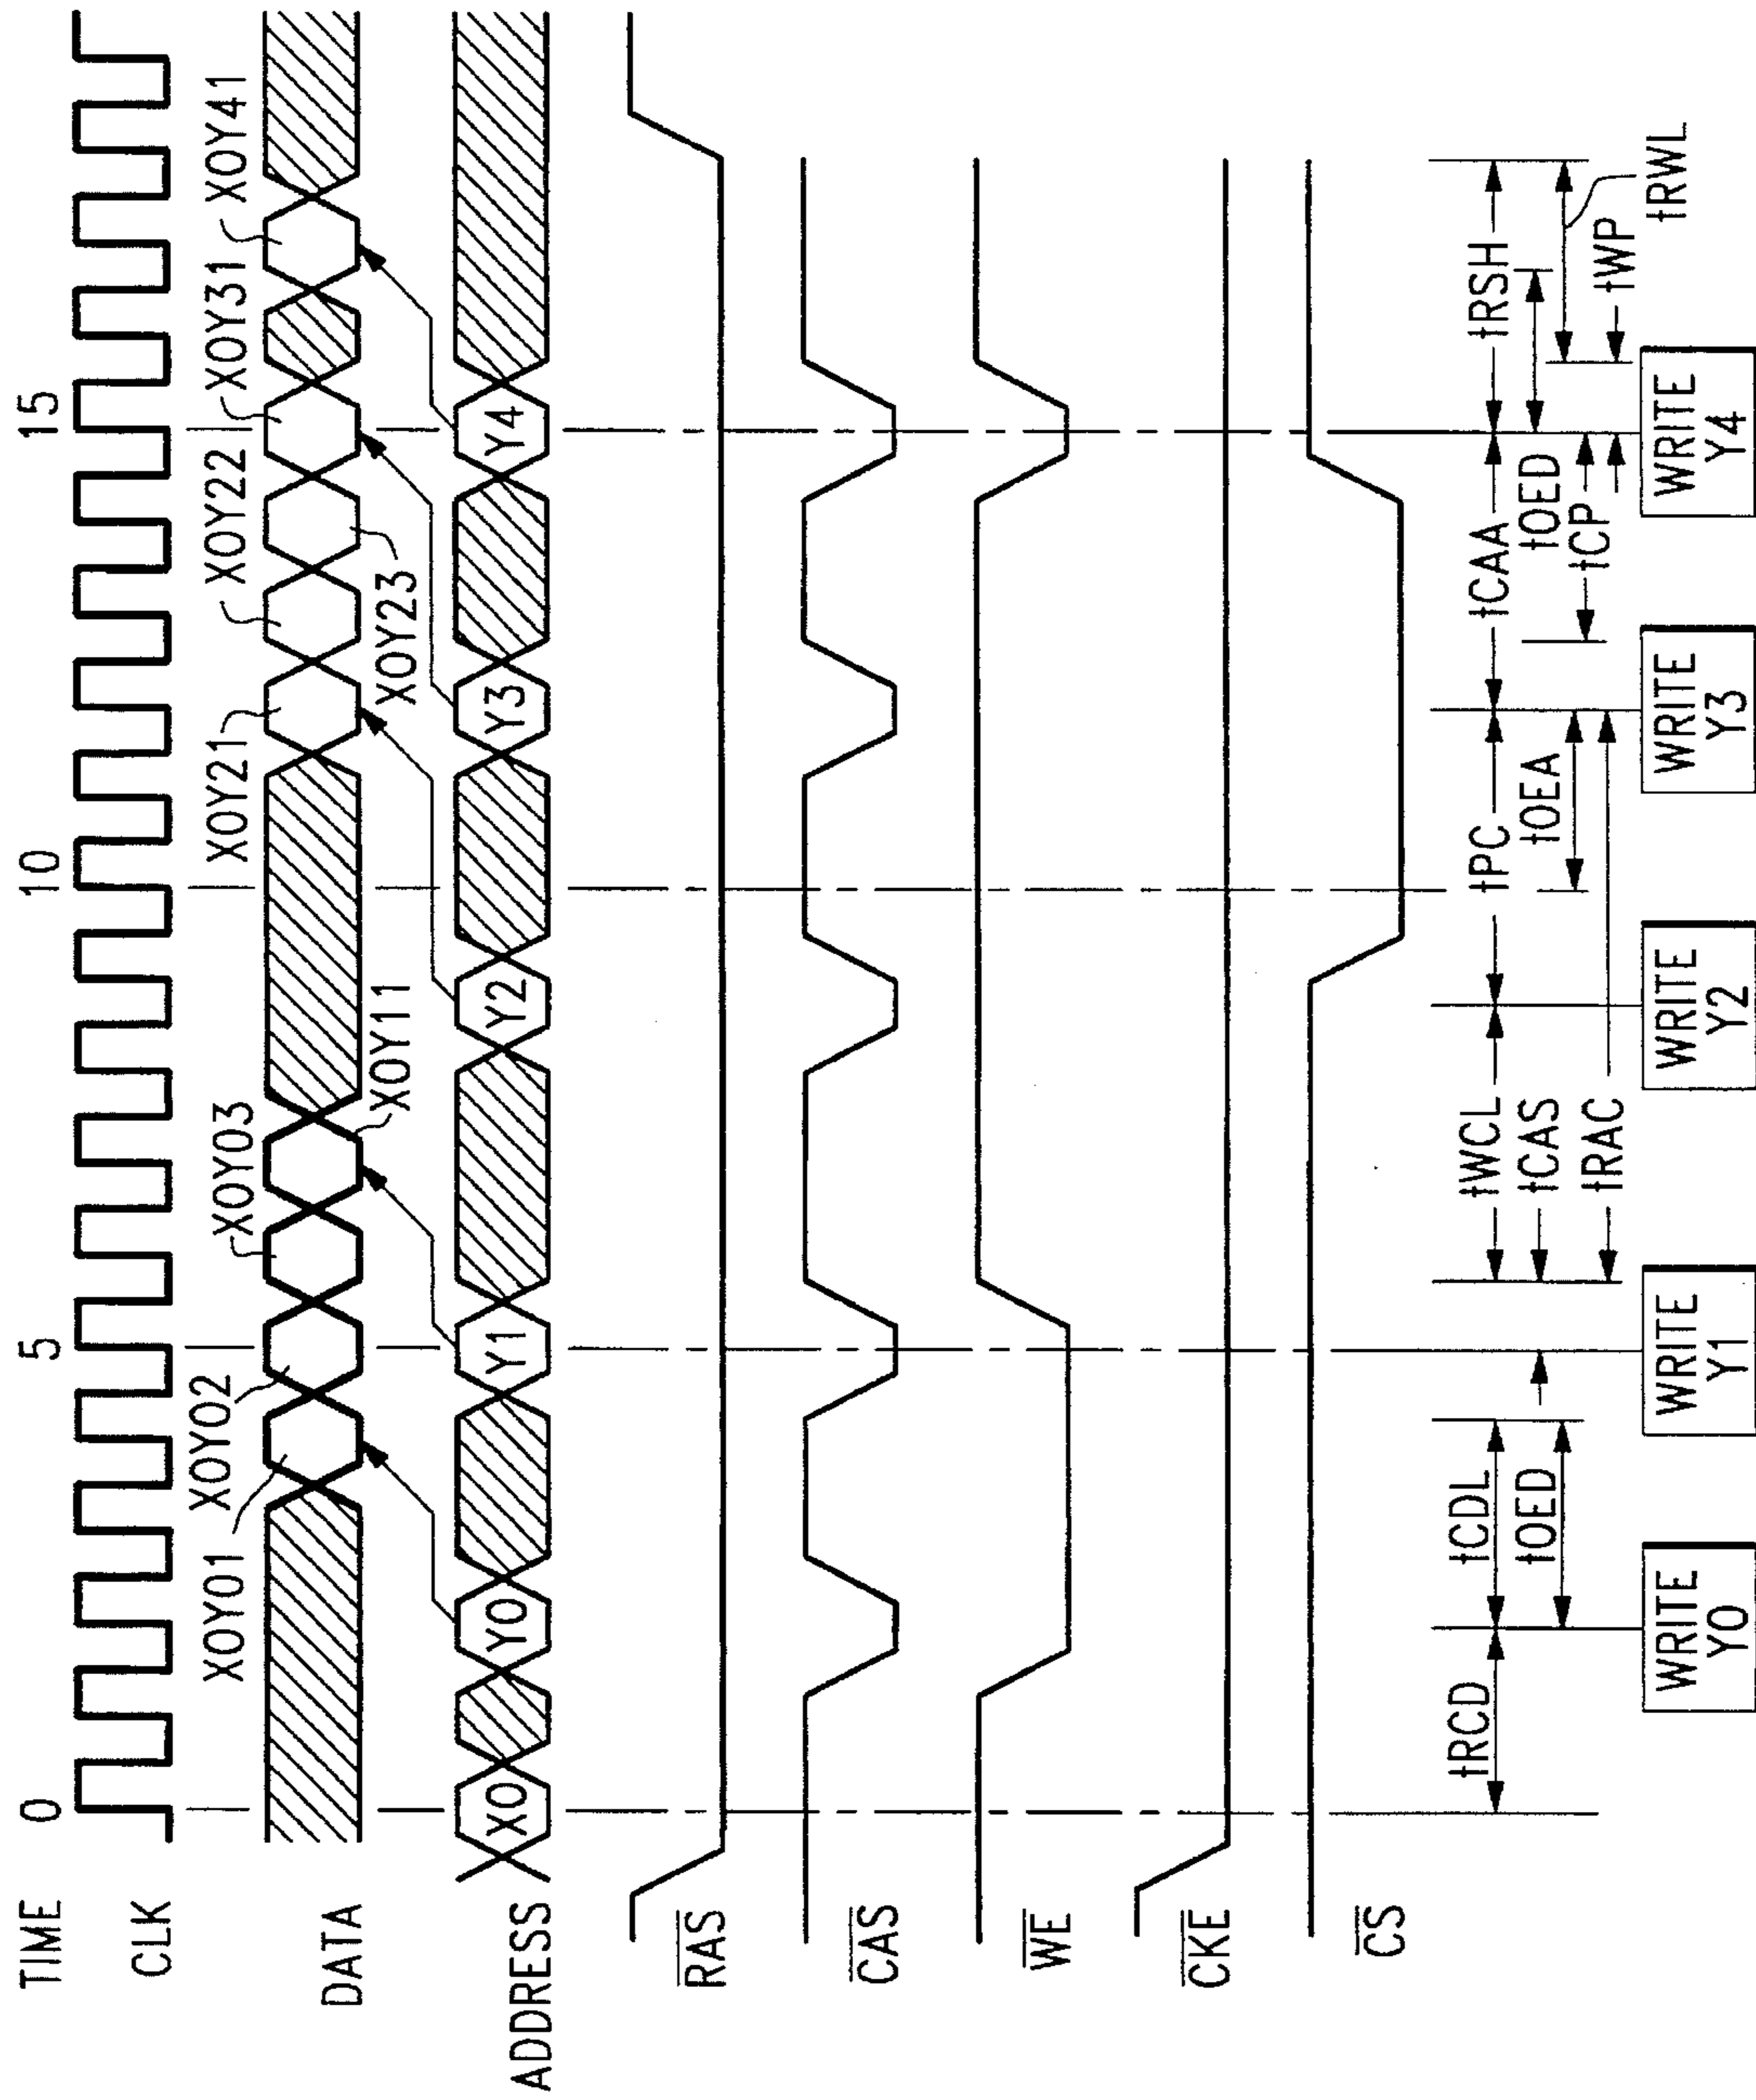 TIME 0 5 10 15
CLK
X0Y01 X0Y02 X0Y03 X0Y21 X0Y22 X0Y31 X0Y41
DATA
X0Y11 X0Y23
ADDRESS X0 Y0 Y1 Y2 Y3 Y4
RAS
CAS
WE
CKE
CS
tRCD tCDL tWCL tPC tCAA tRSH
tOED tCAS tOEA tOED
tRAC tCP
tWP
tRWL
WRITE Y0
WRITE Y1
WRITE Y2
WRITE Y3
WRITE Y4